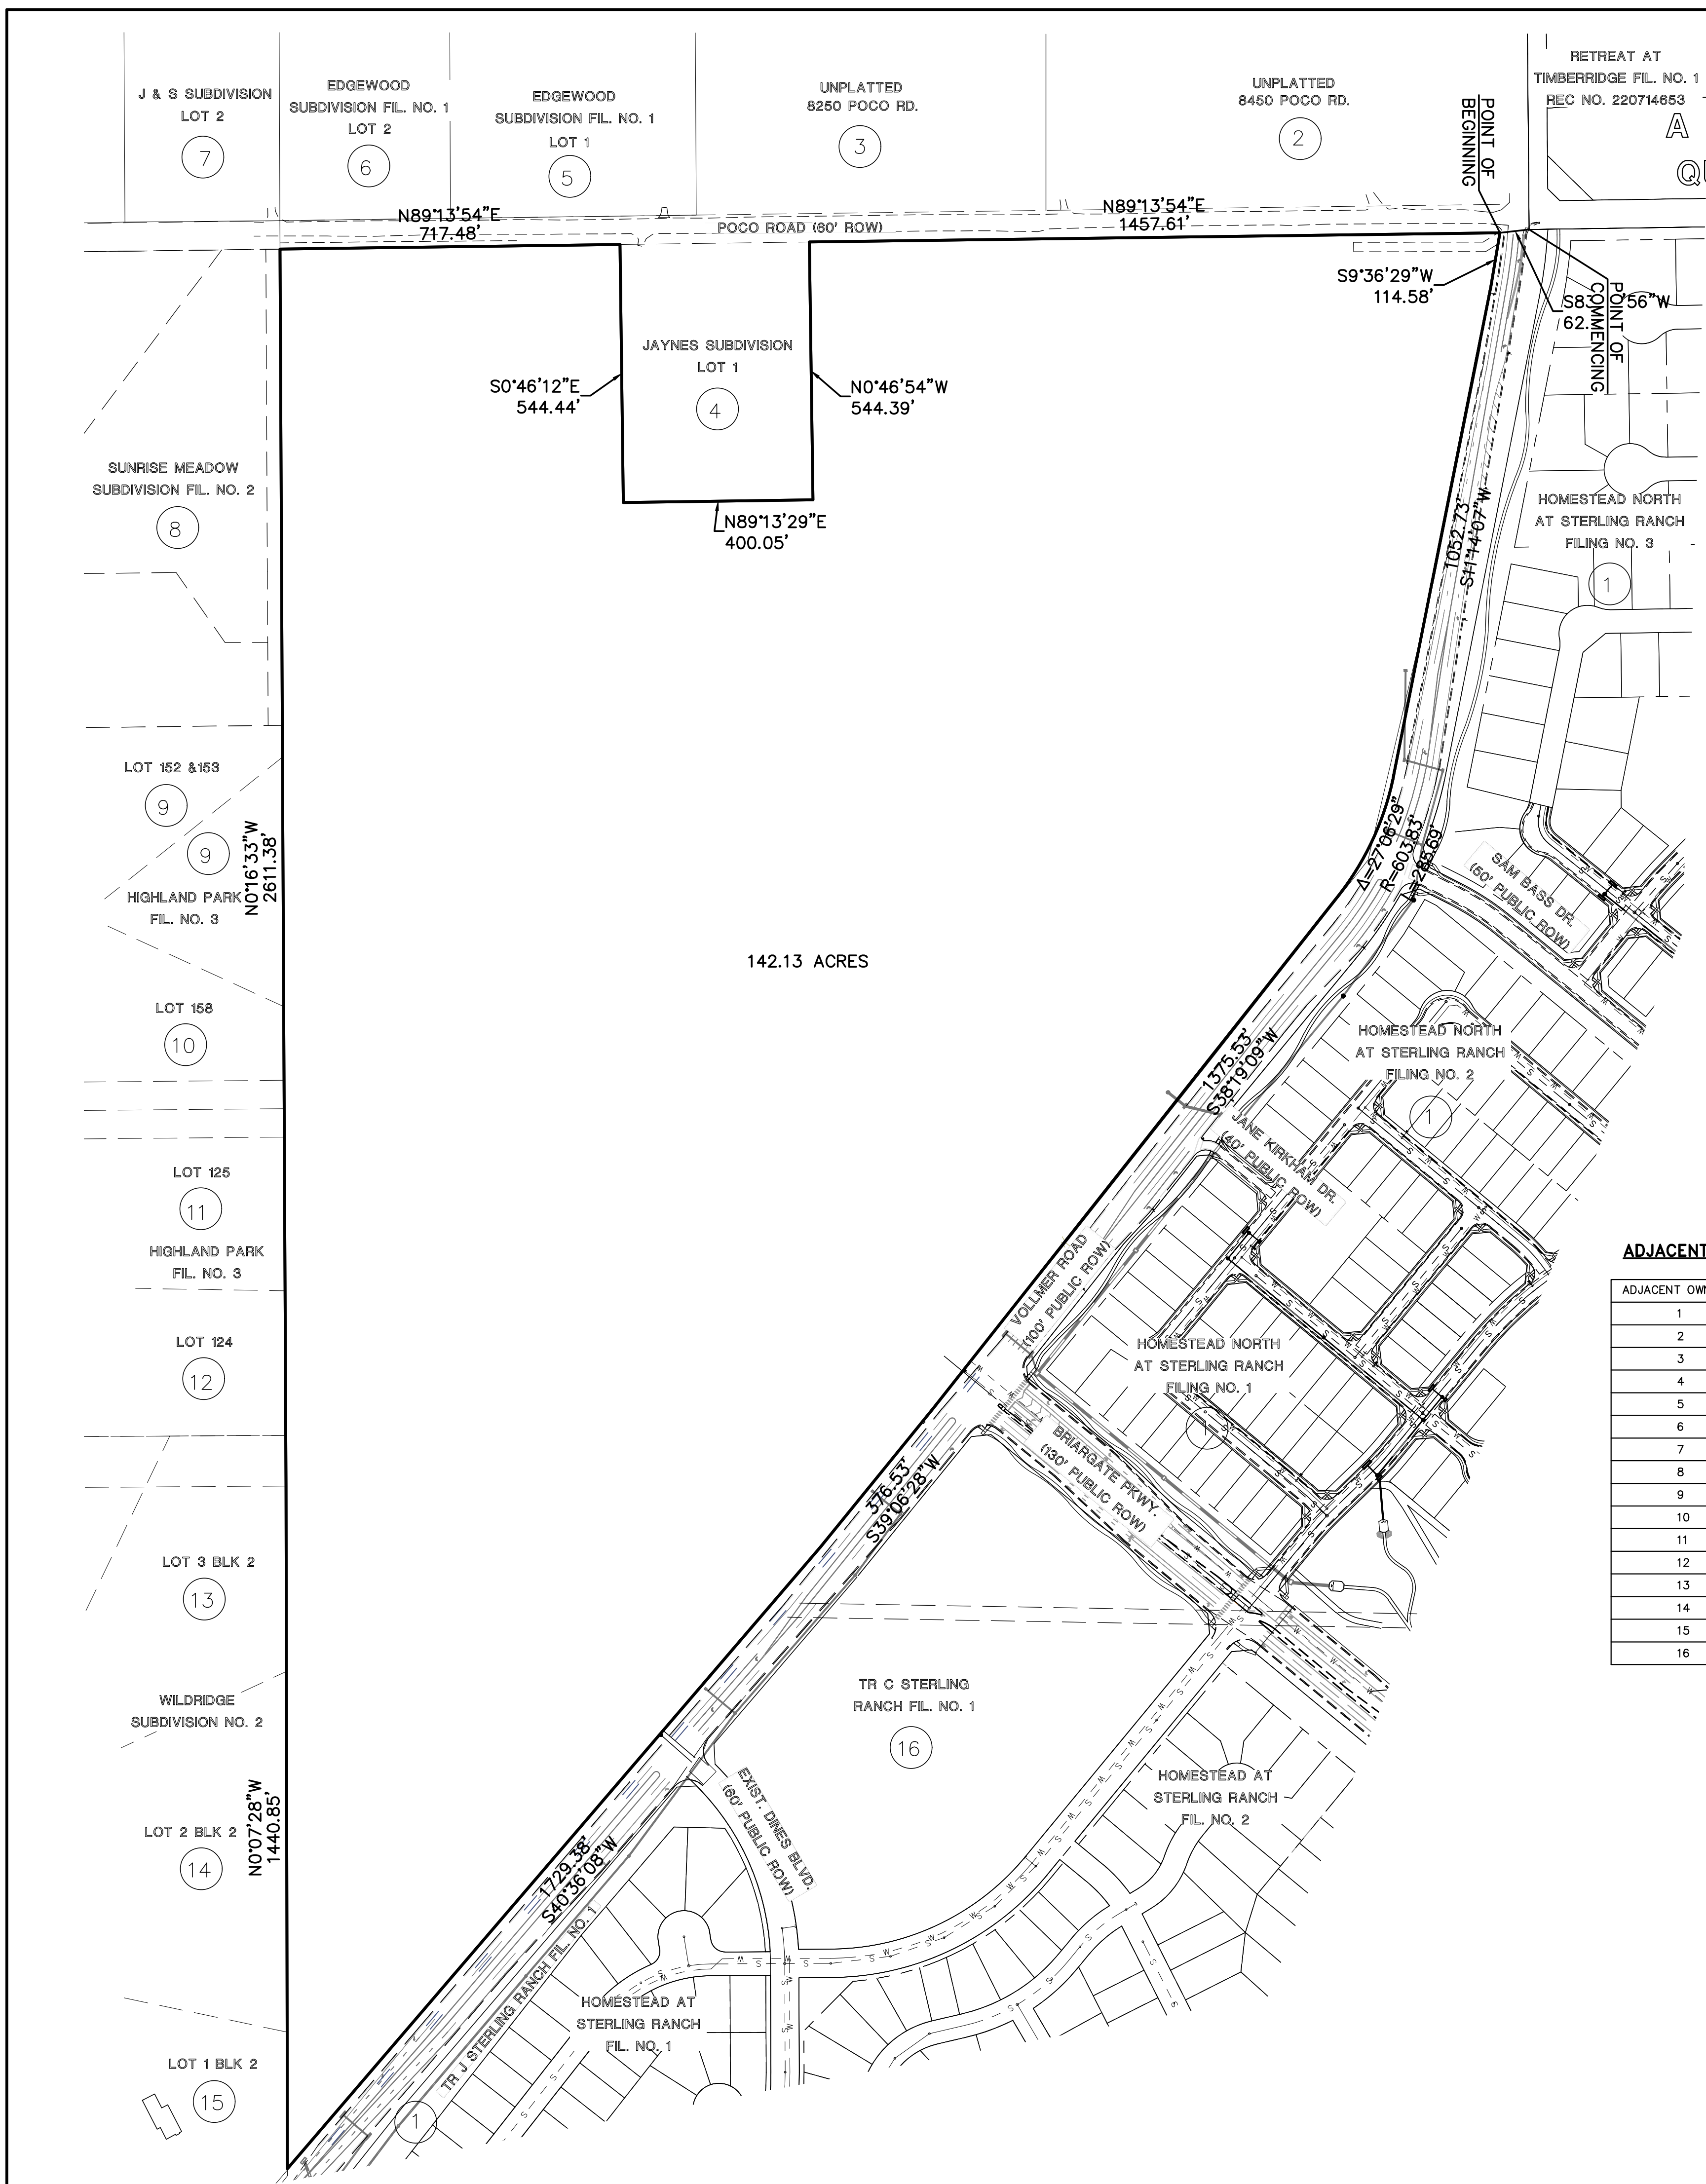 J & S SUBDIVISION
LOT 2
7
EDGEWOOD
SUBDIVISION FIL. NO. 1
LOT 2
6
EDGEWOOD
SUBDIVISION FIL. NO. 1
LOT 1
5
UNPLATTED
8250 POCO RD.
3
UNPLATTED
8450 POCO RD.
2
POINT OF
BEGINNING
RETREAT AT
TIMBERRIDGE FIL. NO. 1
REC NO. 220714653
A
N89°13'54"E
717.48'
POCO ROAD (60' ROW)
N89°13'54"E
1457.61'
S9°36'29"W
114.58'
POINT OF
COMMENCING
JAYNES SUBDIVISION
LOT 1
4
S0°46'12"E
544.44'
N0°46'54"W
544.39'
N89°13'29"E
400.05'
SUNRISE MEADOW
SUBDIVISION FIL. NO. 2
8
1052.73'
S11°14'07"W
HOMESTEAD NORTH
AT STERLING RANCH
FILING NO. 3
1
LOT 152 &153
9
9
HIGHLAND PARK
FIL. NO. 3
N0°16'33"W
2611.38'
Δ=27°06'29"
R=603.83'
L=285.69'
SAM BASS DR.
(50' PUBLIC ROW)
142.13 ACRES
LOT 158
10
1375.53'
S38°19'09"W
HOMESTEAD NORTH
AT STERLING RANCH
FILING NO. 2
1
JANE KIRKHAM DR.
(40' PUBLIC ROW)
LOT 125
11
HIGHLAND PARK
FIL. NO. 3
VOLLMER ROAD
(100' PUBLIC ROW)
LOT 124
12
HOMESTEAD NORTH
AT STERLING RANCH
FILING NO. 1
1
ADJACENT
ADJACENT
1
2
3
4
5
6
7
8
9
10
11
12
13
14
15
16
376.53'
S39°06'28"W
BRIARGATE PKWY.
(130' PUBLIC ROW)
LOT 3 BLK 2
13
WILDRIDGE
SUBDIVISION NO. 2
TR C STERLING
RANCH FIL. NO. 1
16
LOT 2 BLK 2
14
N0°07'28"W
1440.85'
EXIST. DINES BLVD.
(60' PUBLIC ROW)
HOMESTEAD AT
STERLING RANCH
FIL. NO. 2
1729.38'
S40°36'08"W
TR J STERLING RANCH FIL. NO. 1
HOMESTEAD AT
STERLING RANCH
FIL. NO. 1
1
LOT 1 BLK 2
15